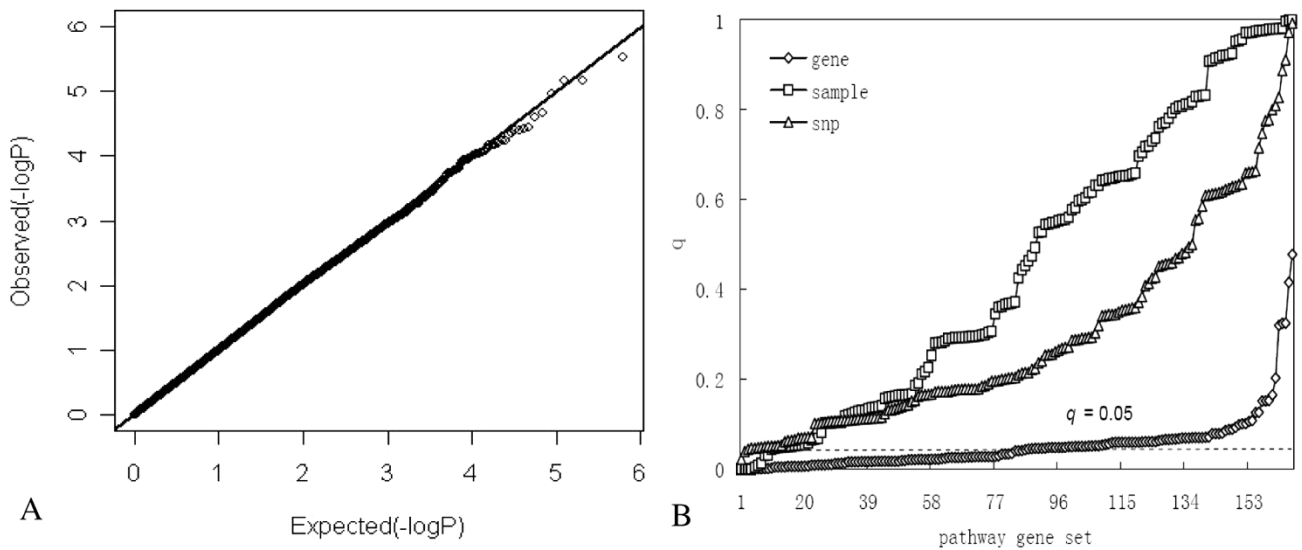 6
5
4
3
2
1
0
Observed(-logP)
0 1 2 3 4 5 6
Expected(-logP)
A
1
0.8
0.6
0.4
0.2
0
q
gene
sample
snp
q = 0.05
1 20 39 58 77 96 115 134 153
pathway gene set
B